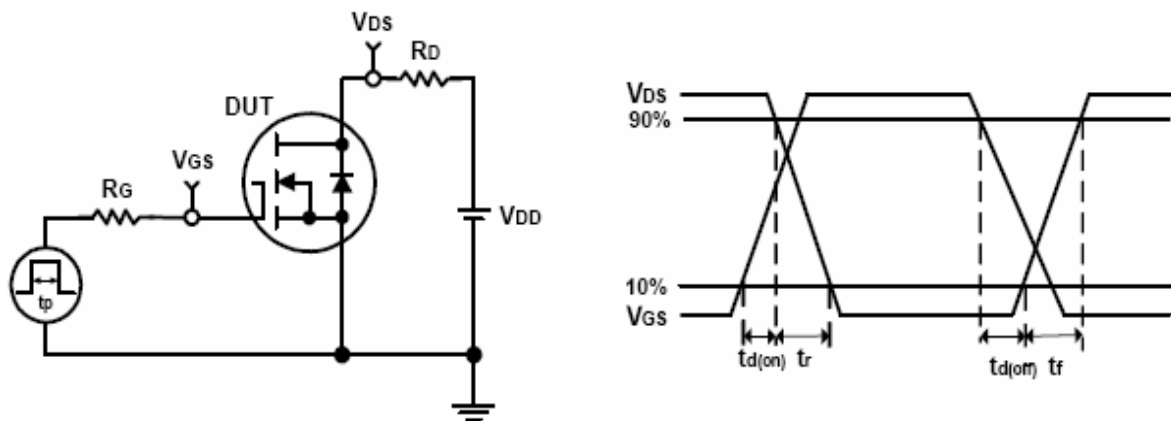 VDS
RD
DUT
VGS
RG
VDD
tp
VDS
90%
10%
VGS
td(on) tr
td(off) tf